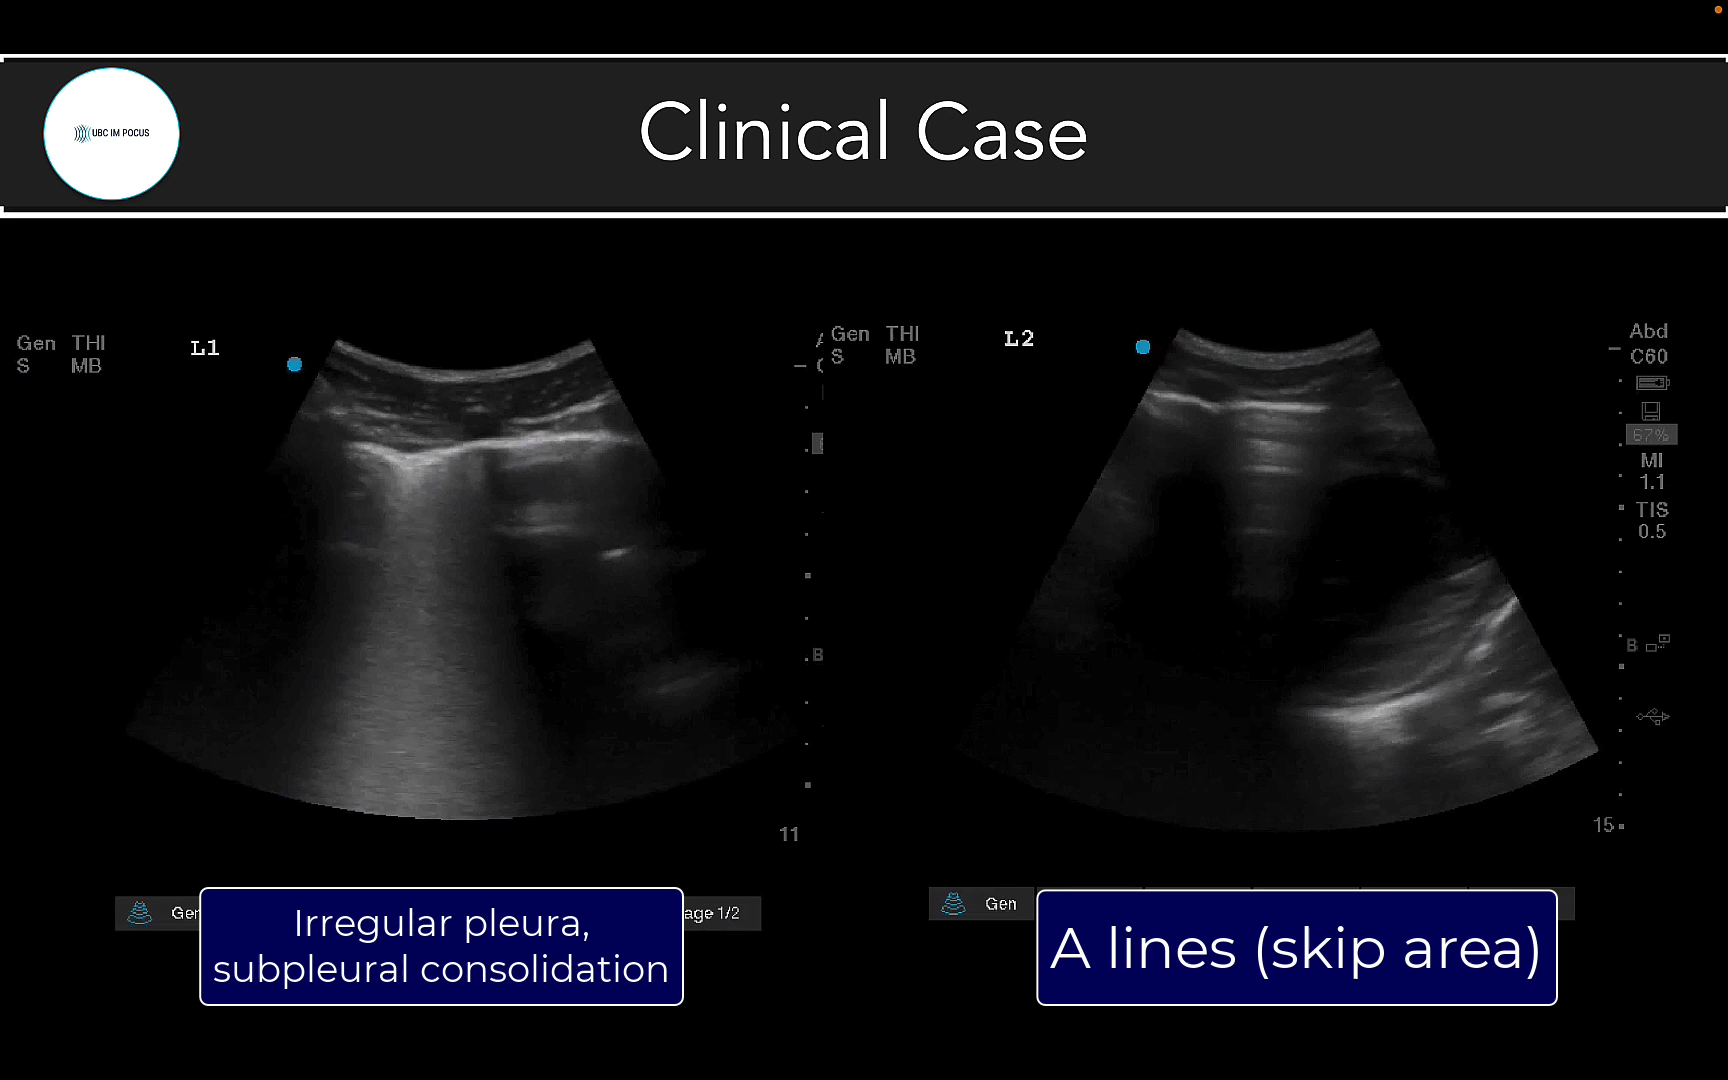 UBC IM POCUS
Clinical Case
Gen THI
S MB
L1
B
11
Gen THI
S MB
L2
Abd
C60
67%
MI
1.1
TIS
0.5
B
15
age 1/2
Irregular pleura,
subpleural consolidation
Gen
A lines (skip area)